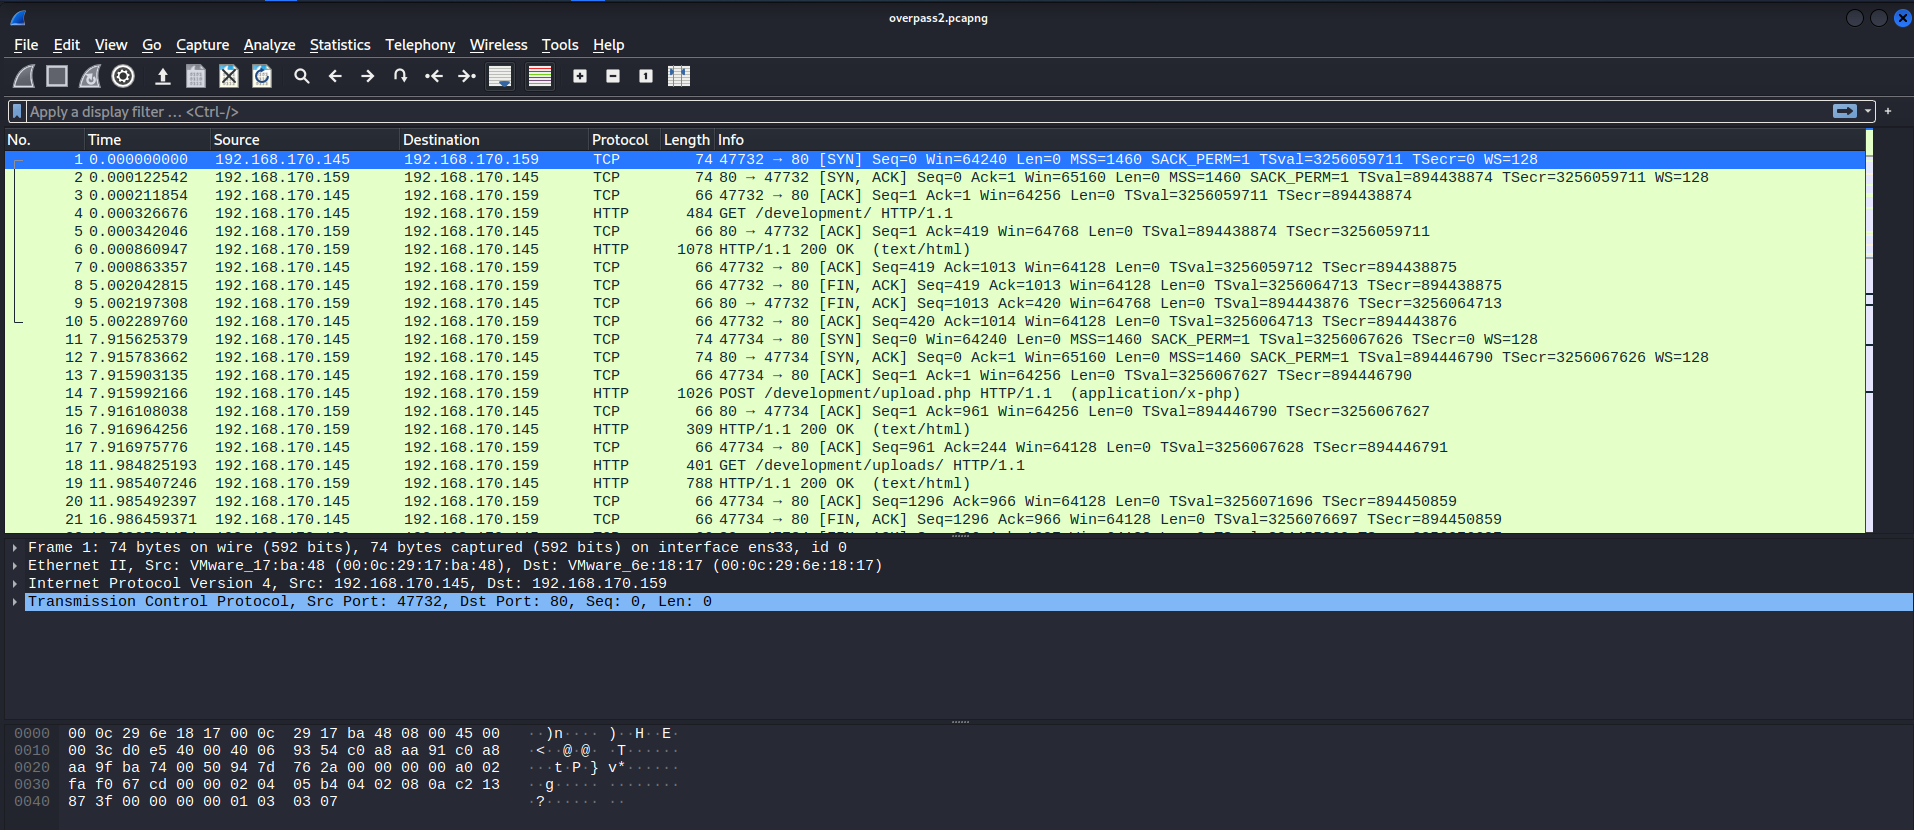 overpass2.pcapng
File Edit View Go Capture Analyze Statistics Telephony Wireless Tools Help
Apply a display filter … <Ctrl-/>
No. Time Source Destination Protocol Length Info
1 0.000000000 192.168.170.145 192.168.170.159 TCP 74 47732 → 80 [SYN] Seq=0 Win=64240 Len=0 MSS=1460 SACK_PERM=1 TSval=3256059711 TSecr=0 WS=128
2 0.000122542 192.168.170.159 192.168.170.145 TCP 74 80 → 47732 [SYN, ACK] Seq=0 Ack=1 Win=65160 Len=0 MSS=1460 SACK_PERM=1 TSval=894438874 TSecr=3256059711 WS=128
3 0.000211854 192.168.170.145 192.168.170.159 TCP 66 47732 → 80 [ACK] Seq=1 Ack=1 Win=64256 Len=0 TSval=3256059711 TSecr=894438874
4 0.000326676 192.168.170.145 192.168.170.159 HTTP 484 GET /development/ HTTP/1.1
5 0.000342046 192.168.170.159 192.168.170.145 TCP 66 80 → 47732 [ACK] Seq=1 Ack=419 Win=64768 Len=0 TSval=894438874 TSecr=3256059711
6 0.000860947 192.168.170.159 192.168.170.145 HTTP 1078 HTTP/1.1 200 OK (text/html)
7 0.000863357 192.168.170.145 192.168.170.159 TCP 66 47732 → 80 [ACK] Seq=419 Ack=1013 Win=64128 Len=0 TSval=3256059712 TSecr=894438875
8 5.002042815 192.168.170.145 192.168.170.159 TCP 66 47732 → 80 [FIN, ACK] Seq=419 Ack=1013 Win=64128 Len=0 TSval=3256064713 TSecr=894438875
9 5.002197308 192.168.170.159 192.168.170.145 TCP 66 80 → 47732 [FIN, ACK] Seq=1013 Ack=420 Win=64768 Len=0 TSval=894443876 TSecr=3256064713
10 5.002289760 192.168.170.145 192.168.170.159 TCP 66 47732 → 80 [ACK] Seq=420 Ack=1014 Win=64128 Len=0 TSval=3256064713 TSecr=894443876
11 7.915625379 192.168.170.145 192.168.170.159 TCP 74 47734 → 80 [SYN] Seq=0 Win=64240 Len=0 MSS=1460 SACK_PERM=1 TSval=3256067626 TSecr=0 WS=128
12 7.915783662 192.168.170.159 192.168.170.145 TCP 74 80 → 47734 [SYN, ACK] Seq=0 Ack=1 Win=65160 Len=0 MSS=1460 SACK_PERM=1 TSval=894446790 TSecr=3256067626 WS=128
13 7.915903135 192.168.170.145 192.168.170.159 TCP 66 47734 → 80 [ACK] Seq=1 Ack=1 Win=64256 Len=0 TSval=3256067627 TSecr=894446790
14 7.915992166 192.168.170.145 192.168.170.159 HTTP 1026 POST /development/upload.php HTTP/1.1 (application/x-php)
15 7.916108038 192.168.170.159 192.168.170.145 TCP 66 80 → 47734 [ACK] Seq=1 Ack=961 Win=64256 Len=0 TSval=894446790 TSecr=3256067627
16 7.916964256 192.168.170.159 192.168.170.145 HTTP 309 HTTP/1.1 200 OK (text/html)
17 7.916975776 192.168.170.145 192.168.170.159 TCP 66 47734 → 80 [ACK] Seq=961 Ack=244 Win=64128 Len=0 TSval=3256067628 TSecr=894446791
18 11.984825193 192.168.170.145 192.168.170.159 HTTP 401 GET /development/uploads/ HTTP/1.1
19 11.985407246 192.168.170.159 192.168.170.145 HTTP 788 HTTP/1.1 200 OK (text/html)
20 11.985492397 192.168.170.145 192.168.170.159 TCP 66 47734 → 80 [ACK] Seq=1296 Ack=966 Win=64128 Len=0 TSval=3256071696 TSecr=894450859
21 16.986459371 192.168.170.145 192.168.170.159 TCP 66 47734 → 80 [FIN, ACK] Seq=1296 Ack=966 Win=64128 Len=0 TSval=3256076697 TSecr=894450859
Frame 1: 74 bytes on wire (592 bits), 74 bytes captured (592 bits) on interface ens33, id 0
Ethernet II, Src: VMware_17:ba:48 (00:0c:29:17:ba:48), Dst: VMware_6e:18:17 (00:0c:29:6e:18:17)
Internet Protocol Version 4, Src: 192.168.170.145, Dst: 192.168.170.159
Transmission Control Protocol, Src Port: 47732, Dst Port: 80, Seq: 0, Len: 0
0000 00 0c 29 6e 18 17 00 0c 29 17 ba 48 08 00 45 00 ··)n···· )··H··E·
0010 00 3c d0 e5 40 00 40 06 93 54 c0 a8 aa 91 c0 a8 ·<··@·@· ·T······
0020 aa 9f ba 74 00 50 94 7d 76 2a 00 00 00 00 a0 02 ···t·P·} v*······
0030 fa f0 67 cd 00 00 02 04 05 b4 04 02 08 0a c2 13 ··g····· ········
0040 87 3f 00 00 00 00 01 03 03 07 ·?······ ··